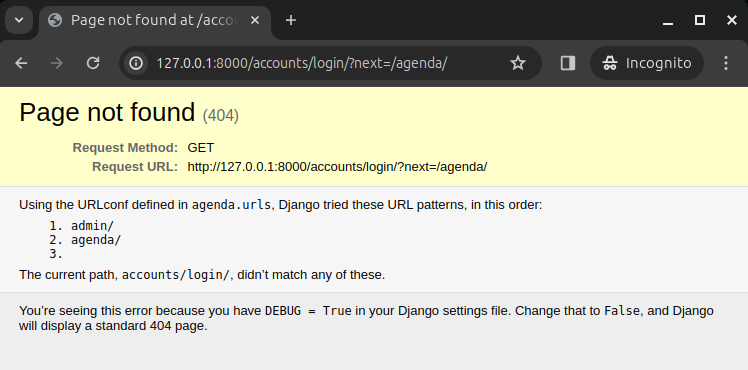 Page not found at /acco
127.0.0.1:8000/accounts/login/?next=/agenda/
Incognito
Page not found (404)
Request Method: GET
Request URL: http://127.0.0.1:8000/accounts/login/?next=/agenda/
Using the URLconf defined in agenda.urls, Django tried these URL patterns, in this order:
1. admin/
2. agenda/
3.
The current path, accounts/login/, didn’t match any of these.
You’re seeing this error because you have DEBUG = True in your Django settings file. Change that to False, and Django
will display a standard 404 page.